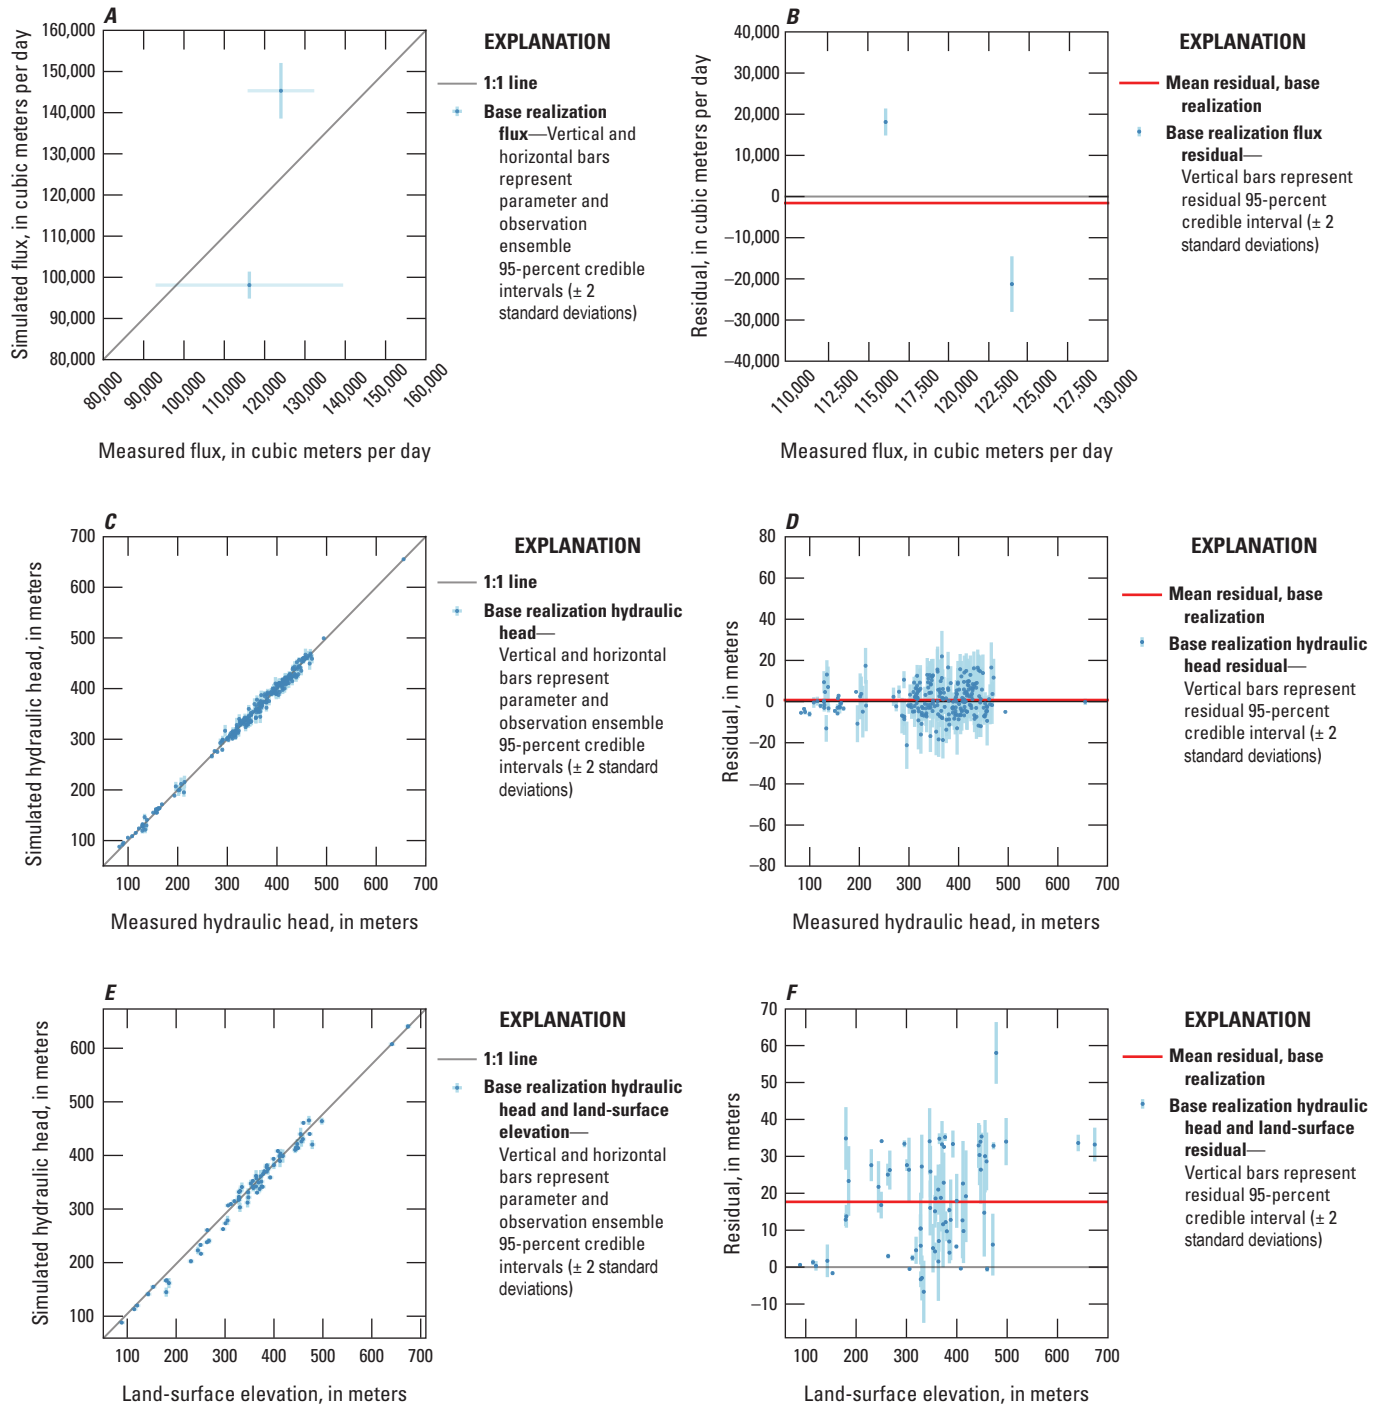 A
Simulated flux, in cubic meters per day
160,000
150,000
140,000
130,000
120,000
110,000
100,000
90,000
80,000
80,000
90,000
100,000
110,000
120,000
130,000
140,000
150,000
160,000
Measured flux, in cubic meters per day
EXPLANATION
1:1 line
Base realization
flux—Vertical and
horizontal bars
represent
parameter and
observation
ensemble
95-percent credible
intervals (± 2
standard deviations)
B
Residual, in cubic meters per day
40,000
30,000
20,000
10,000
0
−10,000
−20,000
−30,000
−40,000
110,000
112,500
115,000
117,500
120,000
122,500
125,000
127,500
130,000
Measured flux, in cubic meters per day
EXPLANATION
Mean residual, base
realization
Base realization flux
residual—
Vertical bars represent
residual 95-percent
credible interval (± 2
standard deviations)
C
Simulated hydraulic head, in meters
700
600
500
400
300
200
100
100 200 300 400 500 600 700
Measured hydraulic head, in meters
EXPLANATION
1:1 line
Base realization hydraulic
head—
Vertical and horizontal
bars represent
parameter and
observation ensemble
95-percent credible
intervals (± 2 standard
deviations)
D
Residual, in meters
80
60
40
20
0
−20
−40
−60
−80
100 200 300 400 500 600 700
Measured hydraulic head, in meters
EXPLANATION
Mean residual, base
realization
Base realization hydraulic
head residual—
Vertical bars represent
residual 95-percent
credible interval (± 2
standard deviations)
E
Simulated hydraulic head, in meters
600
500
400
300
200
100
100 200 300 400 500 600 700
Land-surface elevation, in meters
EXPLANATION
1:1 line
Base realization hydraulic
head and land-surface
elevation—
Vertical and horizontal
bars represent
parameter and
observation ensemble
95-percent credible
intervals (± 2 standard
deviations)
F
Residual, in meters
70
60
50
40
30
20
10
0
−10
100 200 300 400 500 600 700
Land-surface elevation, in meters
EXPLANATION
Mean residual, base
realization
Base realization hydraulic
head and land-surface
residual—
Vertical bars represent
residual 95-percent
credible interval (± 2
standard deviations)